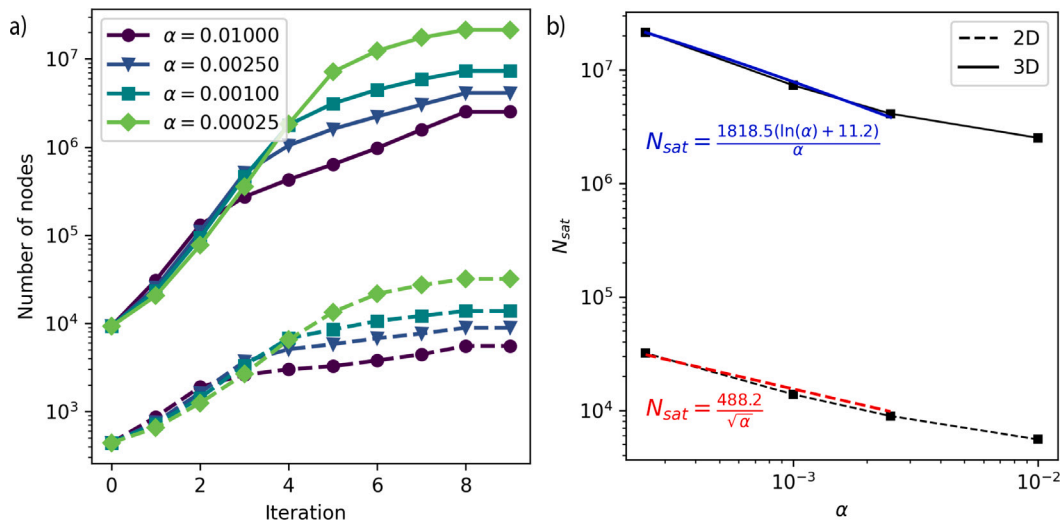 a)
α = 0.01000
α = 0.00250
α = 0.00100
α = 0.00025
10⁷
10⁶
10⁵
10⁴
10³
Number of nodes
0 2 4 6 8
Iteration
b)
2D
3D
10⁷
10⁶
10⁵
10⁴
N_sat
N_sat = 1818.5(ln(α) + 11.2) / α
N_sat = 488.2 / √α
10⁻³ 10⁻²
α